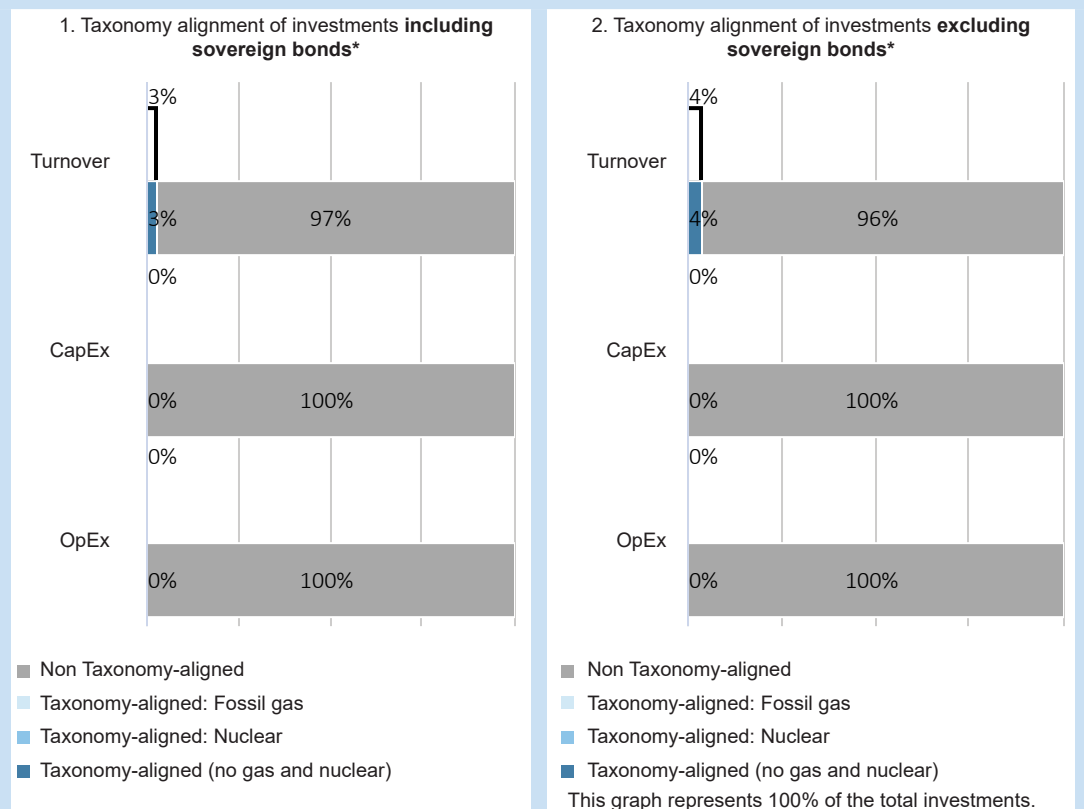 1. Taxonomy alignment of investments including
sovereign bonds*
3%
Turnover
3% 97%
0%
CapEx
0% 100%
0%
OpEx
0% 100%
Non Taxonomy-aligned
Taxonomy-aligned: Fossil gas
Taxonomy-aligned: Nuclear
Taxonomy-aligned (no gas and nuclear)
2. Taxonomy alignment of investments excluding
sovereign bonds*
4%
Turnover
4% 96%
0%
CapEx
0% 100%
0%
OpEx
0% 100%
Non Taxonomy-aligned
Taxonomy-aligned: Fossil gas
Taxonomy-aligned: Nuclear
Taxonomy-aligned (no gas and nuclear)
This graph represents 100% of the total investments.